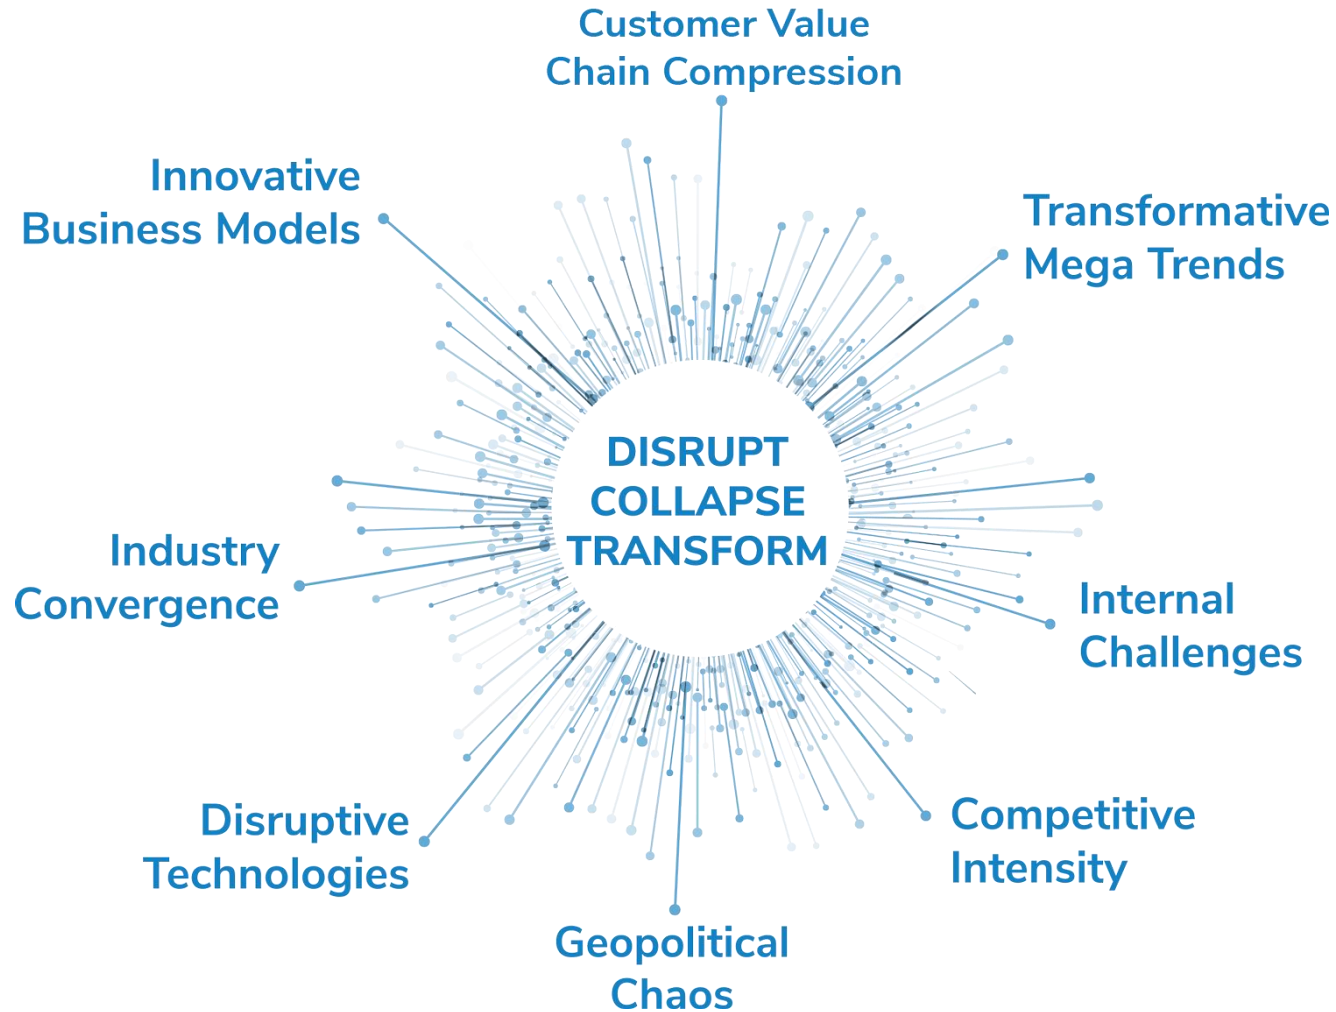 Customer Value
Chain Compression
Innovative
Business Models
Transformative
Mega Trends
DISRUPT
COLLAPSE
TRANSFORM
Industry
Convergence
Internal
Challenges
Disruptive
Technologies
Competitive
Intensity
Geopolitical
Chaos